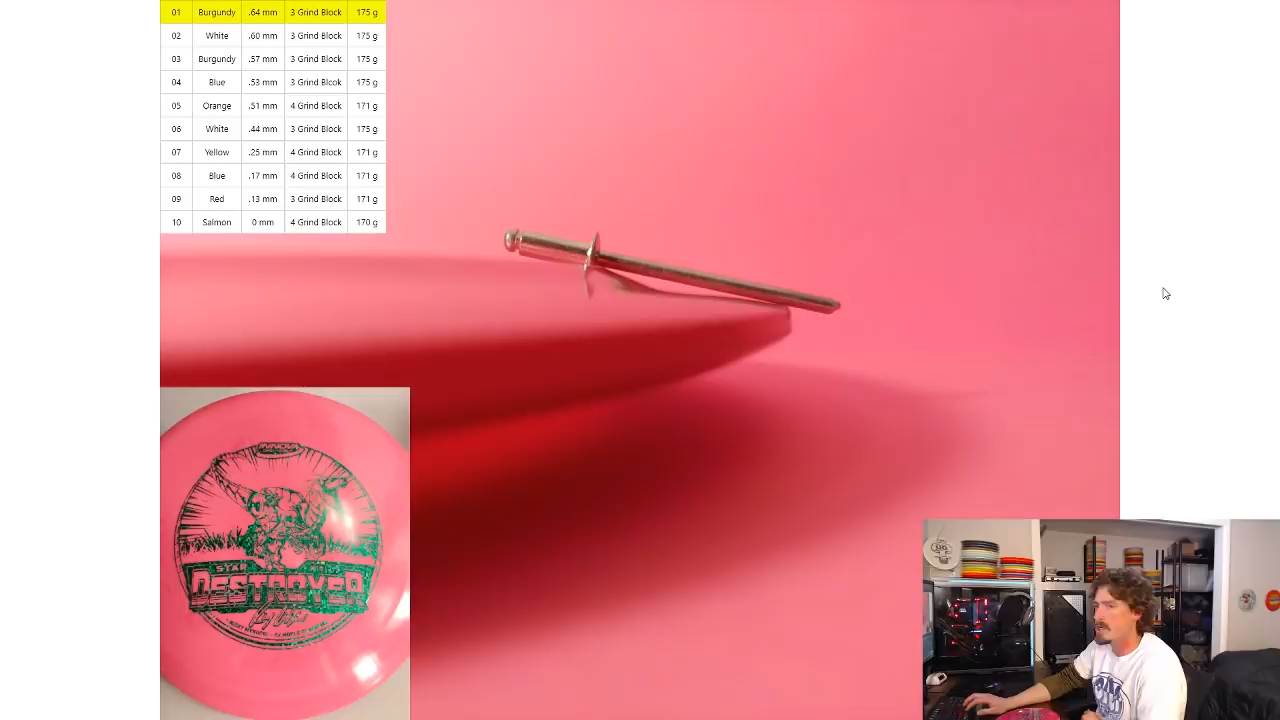 01 Burgundy .64 mm 3 Grind Block 175 g
02 White .60 mm 3 Grind Block 175 g
03 Burgundy .57 mm 3 Grind Block 175 g
04 Blue .53 mm 3 Grind Blcok 175 g
05 Orange .51 mm 4 Grind Block 171 g
06 White .44 mm 3 Grind Block 175 g
07 Yellow .25 mm 4 Grind Block 171 g
08 Blue .17 mm 4 Grind Block 171 g
09 Red .13 mm 3 Grind Block 171 g
10 Salmon 0 mm 4 Grind Block 170 g
INNOVA
STAR
DESTROYER